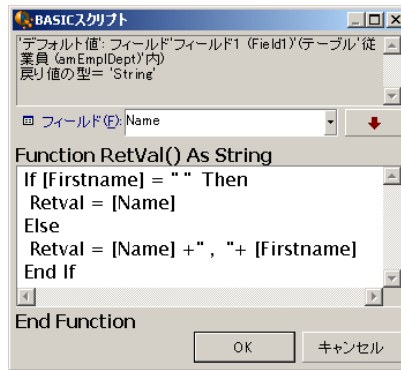 BASICスクリプト
'デフォルト値': フィールド'フィールド1 (Field1)'(テーブル'従
業員 (amEmplDept)'内)
戻り値の型= 'String'
フィールド(F): Name
Function RetVal() As String
If [Firstname] = " " Then
Retval = [Name]
Else
Retval = [Name] +" , "+ [Firstname]
End If
End Function
OK キャンセル